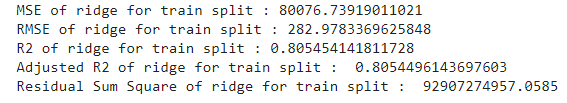 MSE of ridge for train split : 80076.73919011021
RMSE of ridge for train split : 282.9783369625848
R2 of ridge for train split : 0.805454141811728
Adjusted R2 of ridge for train split :  0.8054496143697603
Residual Sum Square of ridge for train split :  92907274957.0585